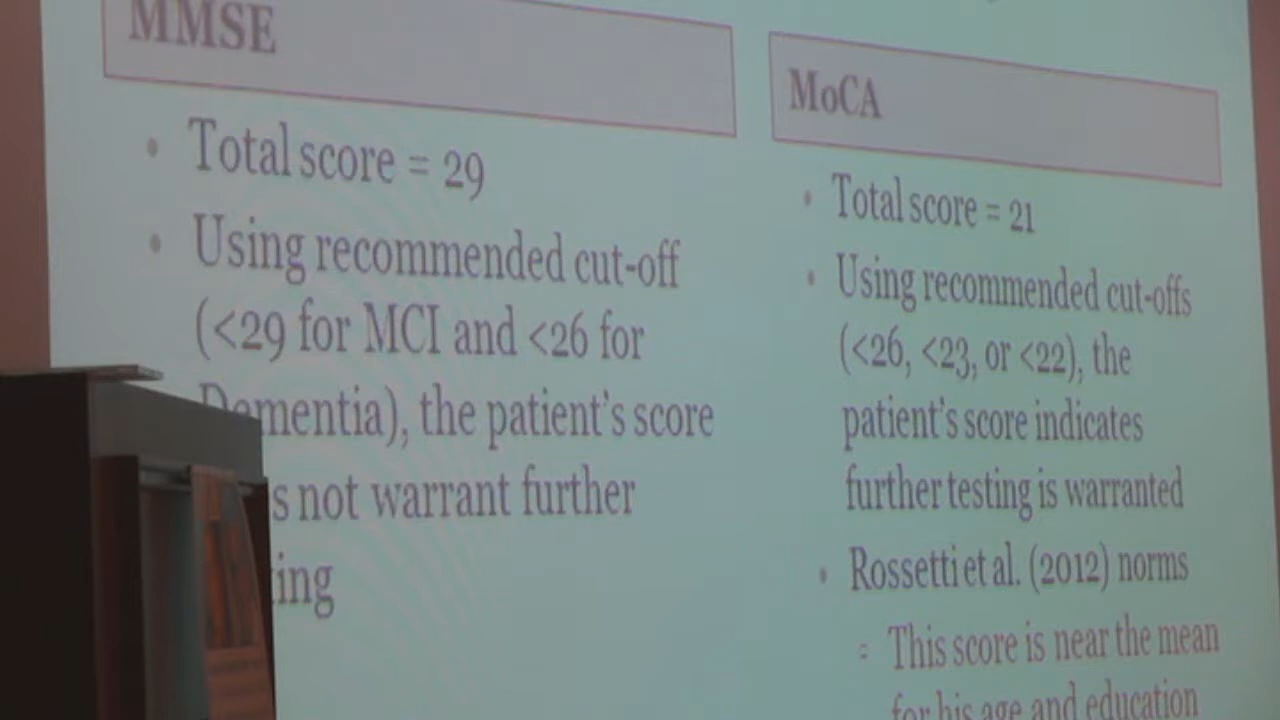 MMSE
Total score = 29
Using recommended cut-off
(<29 for MCI and <26 for
Dementia), the patient's score
s not warrant further
ing
MoCA
Total score = 21
Using recommended cut-offs
(<26, <23, or <22), the
patient's score indicates
further testing is warranted
Rossetti et al. (2012) norms
This score is near the mean
for his age and education